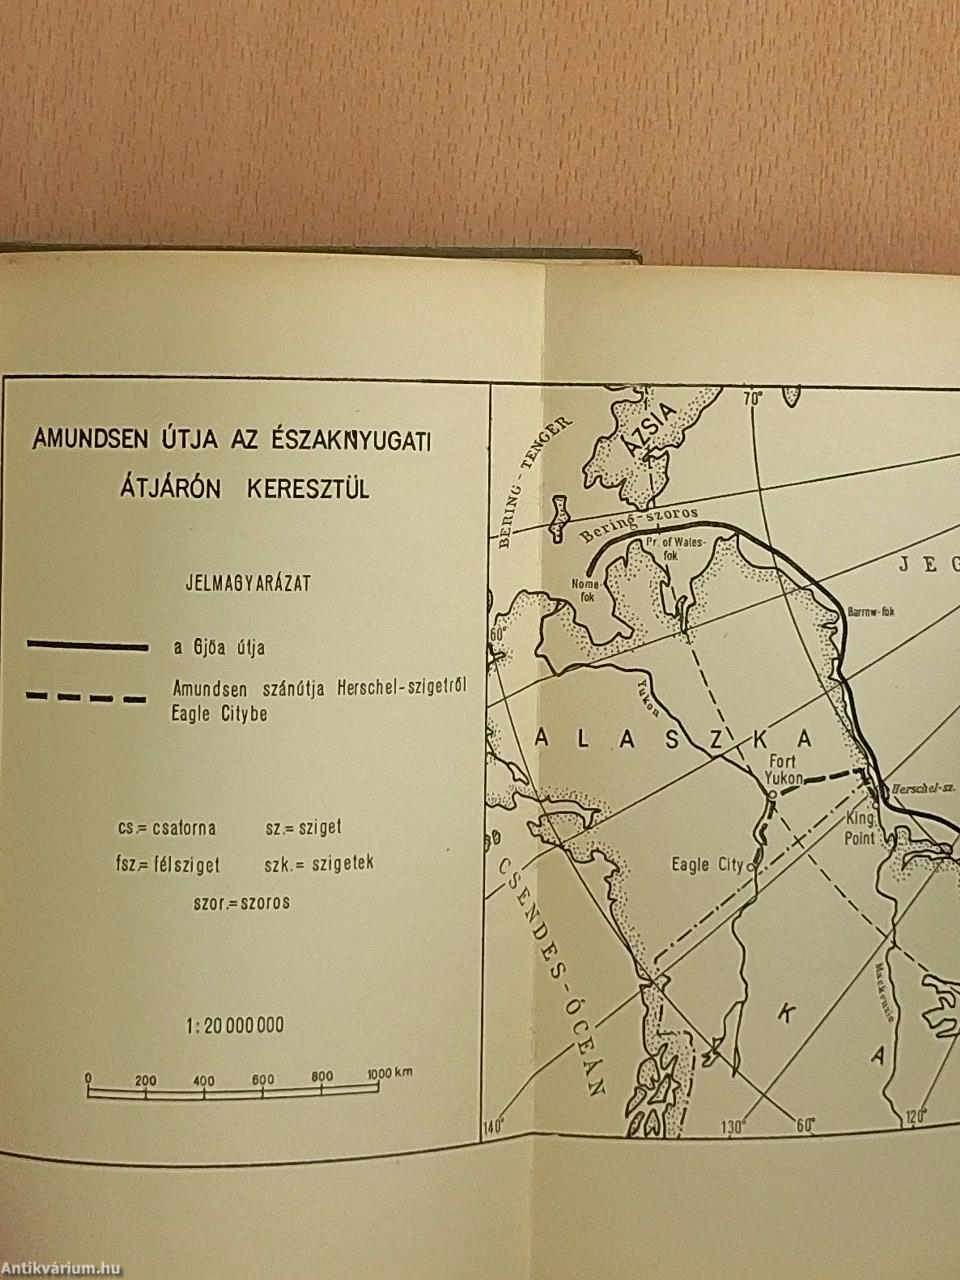 AMUNDSEN ÚTJA AZ ÉSZAKNYUGATI
ÁTJÁRÓN KERESZTÜL
JELMAGYARÁZAT
a Gjöa útja
Amundsen szánútja Herschel-szigetről
Eagle Citybe
cs.= csatorna
sz.= sziget
fsz.= félsziget
szk.= szigetek
szor.= szoros
1:20 000 000
0 200 400 600 800 1000 km
BERING-TENGER
ÁZSIA
70°
Bering-szoros
Pr. of Wales-
fok
JEG
Nome-
fok
Barrow-fok
60°
Yukon
ALASZKA
Fort
Yukon
Herschel-sz.
King
Point
Eagle City
CSENDES-ÓCEÁN
Mackenzie
K
A
140°
130°
60°
120°
Antikvárium.hu